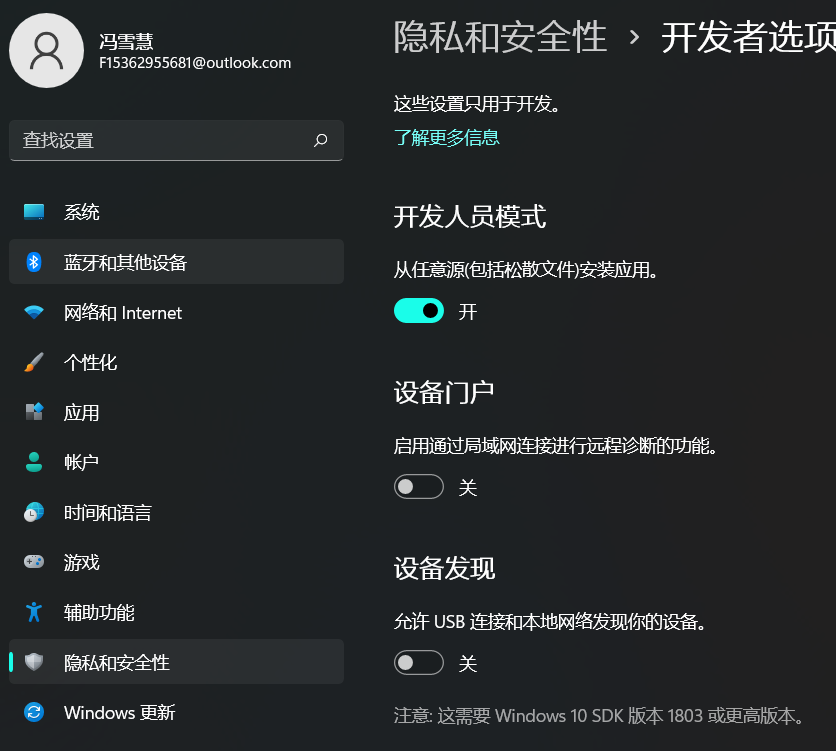 冯雪慧
F15362955681@outlook.com
查找设置
系统
蓝牙和其他设备
网络和 Internet
个性化
应用
帐户
时间和语言
游戏
辅助功能
隐私和安全性
Windows 更新
隐私和安全性 › 开发者选项
这些设置只用于开发。
了解更多信息
开发人员模式
从任意源(包括松散文件)安装应用。
开
设备门户
启用通过局域网连接进行远程诊断的功能。
关
设备发现
允许 USB 连接和本地网络发现你的设备。
关
注意: 这需要 Windows 10 SDK 版本 1803 或更高版本。